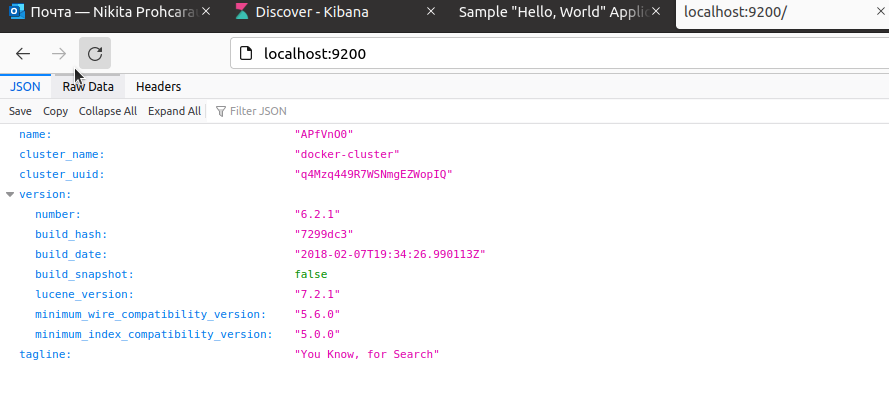 Почта — Nikita Prohcara
Discover - Kibana
Sample "Hello, World" Applic
localhost:9200/
localhost:9200
JSON Raw Data Headers
Save Copy Collapse All Expand All Filter JSON
name: "APfVnO0"
cluster_name: "docker-cluster"
cluster_uuid: "q4Mzq449R7WSNmgEZWopIQ"
version:
number: "6.2.1"
build_hash: "7299dc3"
build_date: "2018-02-07T19:34:26.990113Z"
build_snapshot: false
lucene_version: "7.2.1"
minimum_wire_compatibility_version: "5.6.0"
minimum_index_compatibility_version: "5.0.0"
tagline: "You Know, for Search"